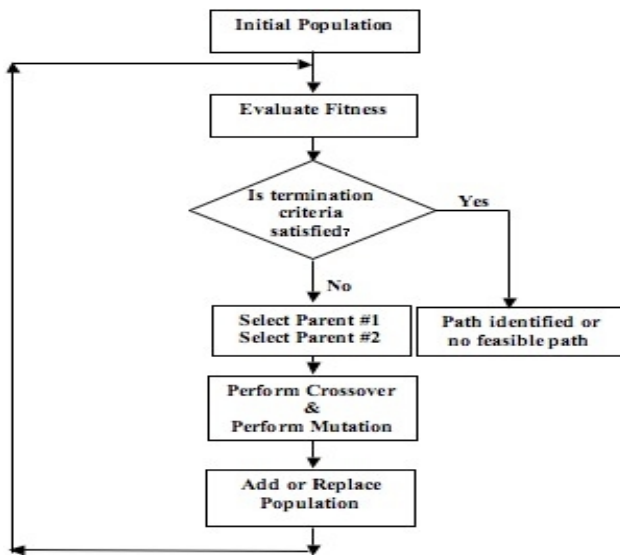 Initial Population
Evaluate Fitness
Is termination
criteria
satisfied?
Yes
No
Select Parent #1
Select Parent #2
Path identified or
no feasible path
Perform Crossover
&
Perform Mutation
Add or Replace
Population